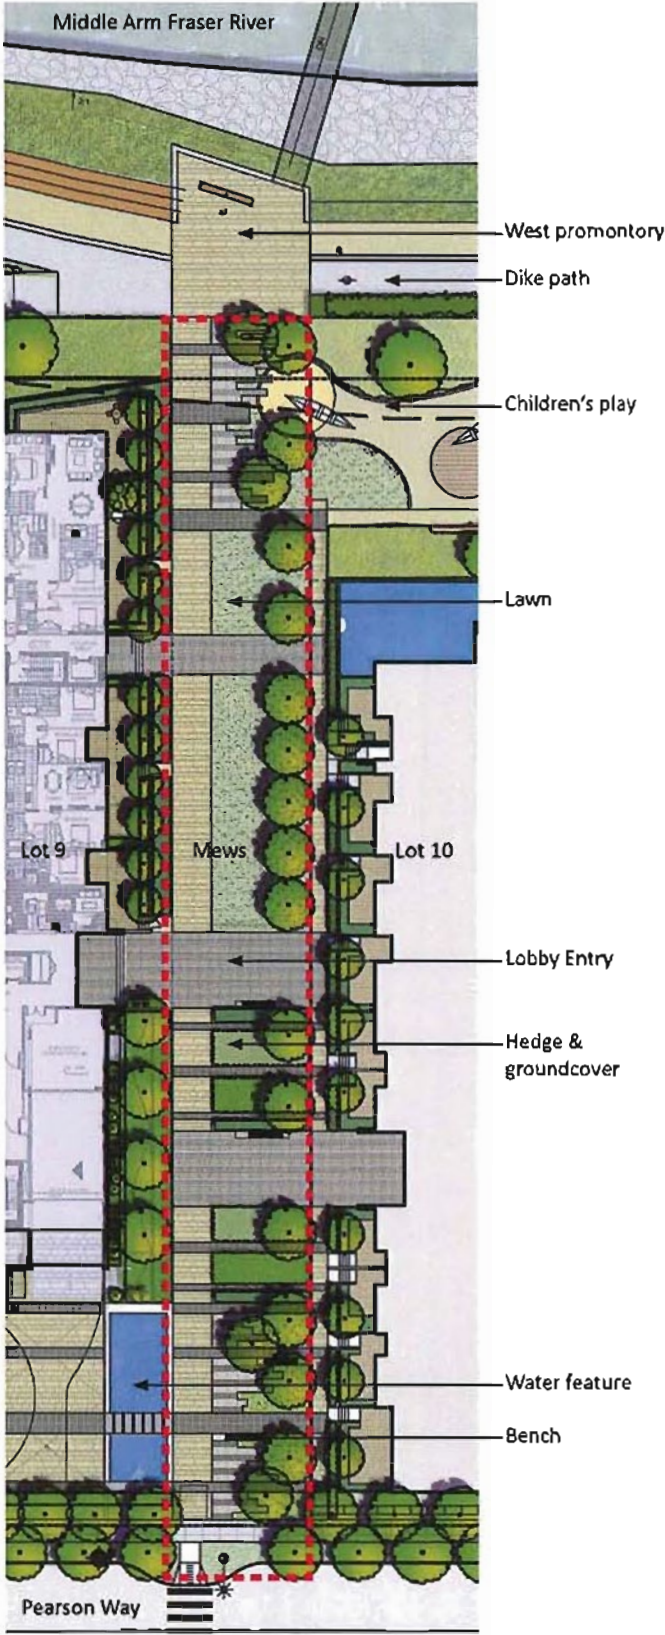 Middle Arm Fraser River
West promontory
Dike path
Children's play
Lawn
Lot 9
Mews
Lot 10
Lobby Entry
Hedge &
groundcover
Water feature
Bench
Pearson Way